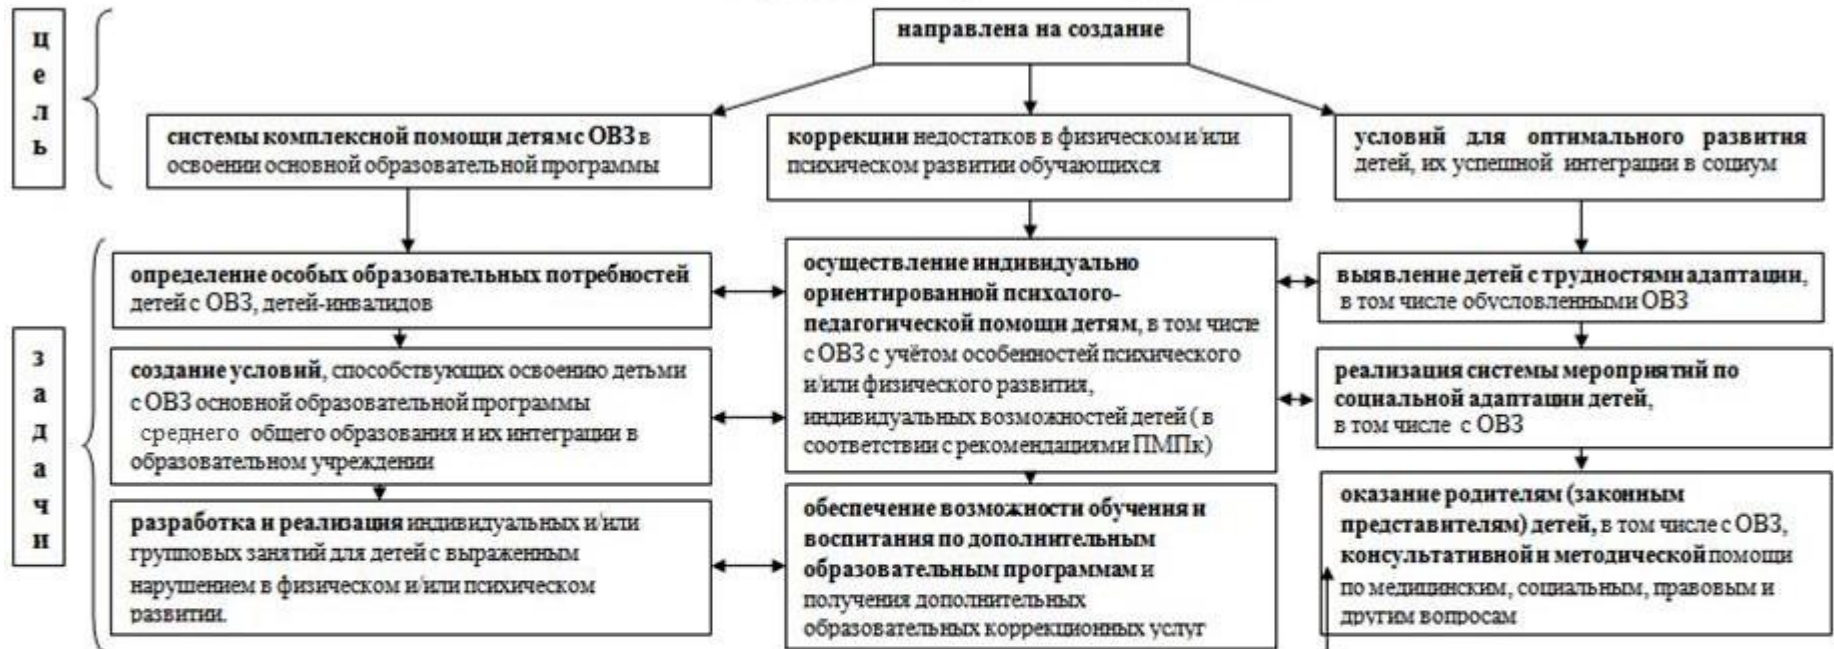 ц
е
л
ь
направлена на создание
системы комплексной помощи детям с ОВЗ в
освоении основной образовательной программы
коррекции недостатков в физическом и/или
психическом развитии обучающихся
условий для оптимального развития
детей, их успешной интеграции в социум
з
а
д
а
ч
и
определение особых образовательных потребностей
детей с ОВЗ, детей-инвалидов
создание условий, способствующих освоению детьми
с ОВЗ основной образовательной программы
среднего общего образования и их интеграции в
образовательном учреждении
разработка и реализация индивидуальных и/или
групповых занятий для детей с выраженным
нарушением в физическом и/или психическом
развитии.
осуществление индивидуально
ориентированной психолого-
педагогической помощи детям, в том числе
с ОВЗ с учётом особенностей психического
и/или физического развития,
индивидуальных возможностей детей ( в
соответствии с рекомендациями ПМПк)
обеспечение возможности обучения и
воспитания по дополнительным
образовательным программам и
получения дополнительных
образовательных коррекционных услуг
выявление детей с трудностями адаптации,
в том числе обусловленными ОВЗ
реализация системы мероприятий по
социальной адаптации детей,
в том числе с ОВЗ
оказание родителям (законным
представителям) детей, в том числе с ОВЗ,
консультативной и методической помощи
по медицинским, социальным, правовым и
другим вопросам